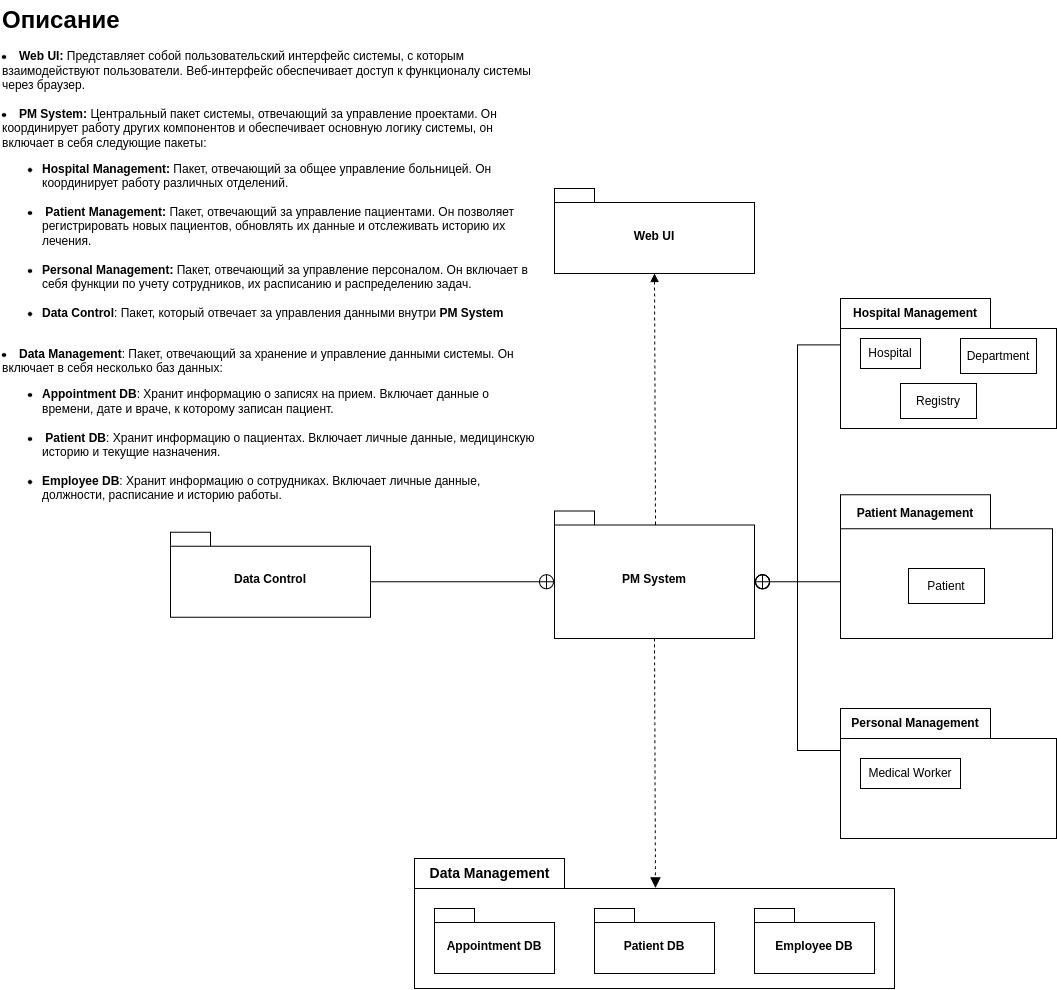 Описание
• Web UI: Представляет собой пользовательский интерфейс системы, с которым
взаимодействуют пользователи. Веб-интерфейс обеспечивает доступ к функционалу системы
через браузер.
• PM System: Центральный пакет системы, отвечающий за управление проектами. Он
координирует работу других компонентов и обеспечивает основную логику системы, он
включает в себя следующие пакеты:
• Hospital Management: Пакет, отвечающий за общее управление больницей. Он
координирует работу различных отделений.
• Patient Management: Пакет, отвечающий за управление пациентами. Он позволяет
регистрировать новых пациентов, обновлять их данные и отслеживать историю их
лечения.
• Personal Management: Пакет, отвечающий за управление персоналом. Он включает в
себя функции по учету сотрудников, их расписанию и распределению задач.
• Data Control: Пакет, который отвечает за управления данными внутри PM System
• Data Management: Пакет, отвечающий за хранение и управление данными системы. Он
включает в себя несколько баз данных:
• Appointment DB: Хранит информацию о записях на прием. Включает данные о
времени, дате и враче, к которому записан пациент.
• Patient DB: Хранит информацию о пациентах. Включает личные данные, медицинскую
историю и текущие назначения.
• Employee DB: Хранит информацию о сотрудниках. Включает личные данные,
должности, расписание и историю работы.
Web UI
Hospital Management
Hospital
Department
Registry
Patient Management
Patient
Data Control
PM System
Personal Management
Medical Worker
Data Management
Appointment DB
Patient DB
Employee DB